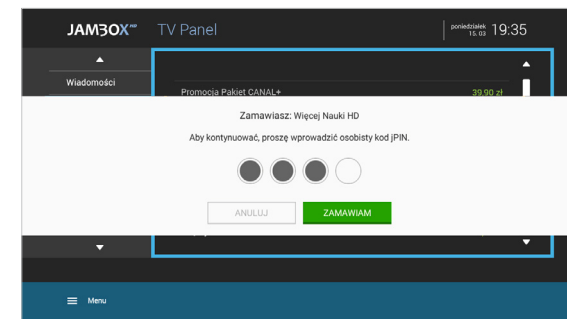 JAMBOX
TV Panel
poniedziałek
15. 03
19:35
Wiadomości
Promocja Pakiet CANAL+
39,90 zł
Zamawiasz: Więcej Nauki HD
Aby kontynuować, proszę wprowadzić osobisty kod jPIN.
ANULUJ
ZAMAWIAM
Menu